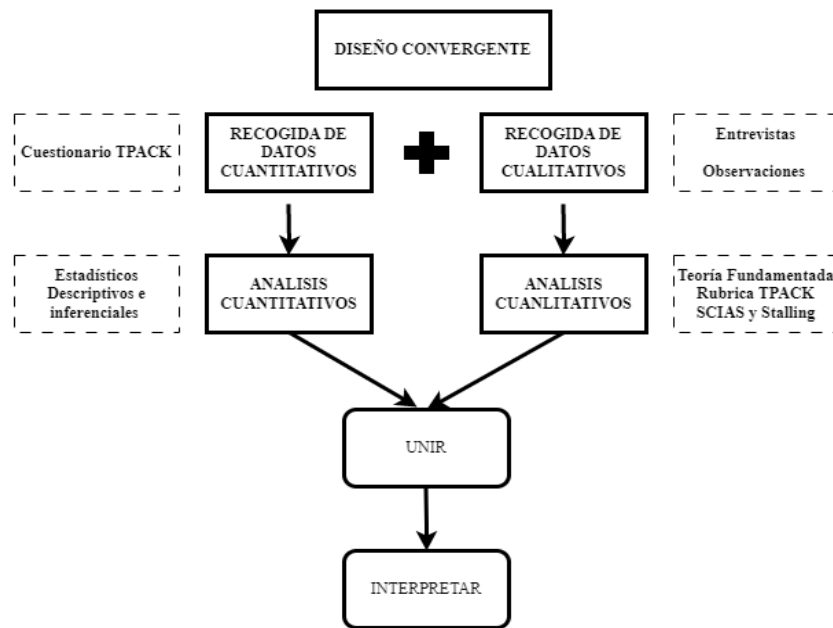 DISEÑO CONVERGENTE
Cuestionario TPACK
RECOGIDA DE
DATOS
CUANTITATIVOS
RECOGIDA DE
DATOS
CUALITATIVOS
Entrevistas
Observaciones
Estadísticos
Descriptivos e
inferenciales
ANALISIS
CUANTITATIVOS
ANALISIS
CUANLITATIVOS
Teoría Fundamentada
Rubrica TPACK
SCIAS y Stalling
UNIR
INTERPRETAR